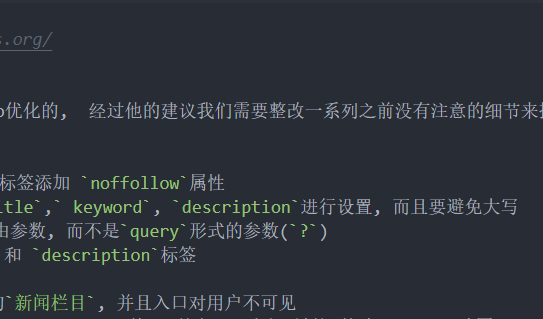 s.org/
o优化的, 经过他的建议我们需要整改一系列之前没有注意的细节来
标签添加 `noffollow`属性
itle`,` keyword`, `description`进行设置, 而且要避免大写
由参数, 而不是`query`形式的参数(`?`)
和 `description`标签
`新闻栏目`, 并且入口对用户不可见